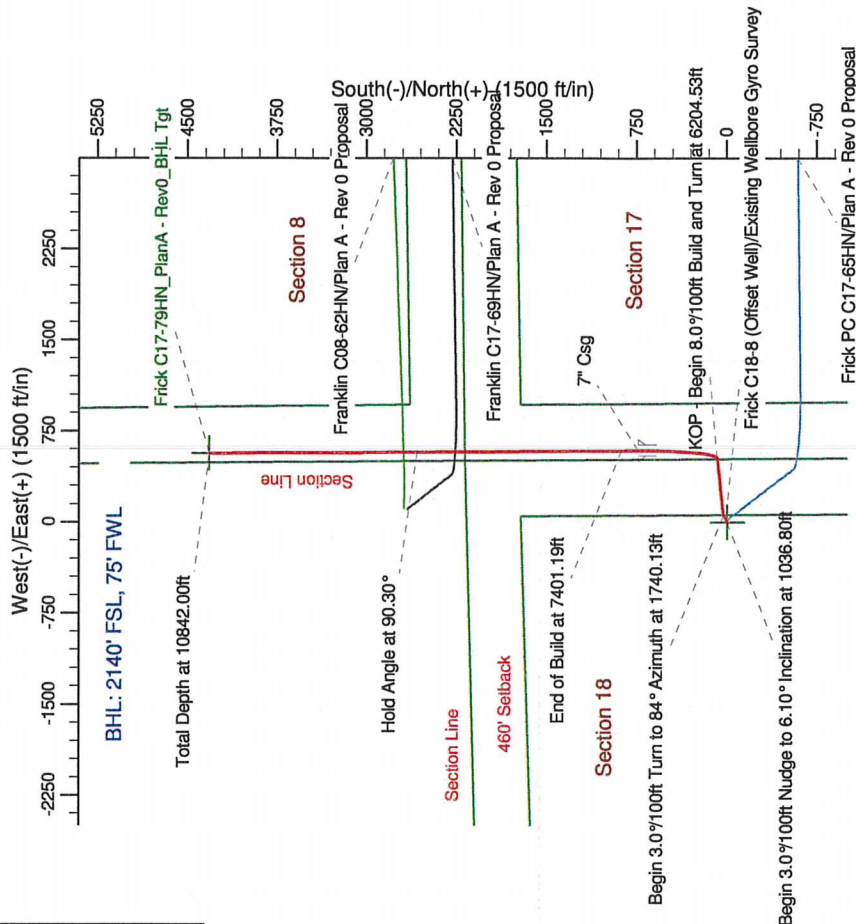 West(-)/East(+) (1500 ft/in)
-2250
-1500
-750
0
750
1500
2250
South(-)/North(+) (1500 ft/in)
5250
4500
3750
3000
2250
1500
750
0
-750
BHL: 2140' FSL, 75' FWL
Frick C17-79HN_PlanA - Rev0_BHL Tgt
Total Depth at 10842.00ft
Section 8
Franklin C08-62HN/Plan A - Rev 0 Proposal
Section Line
Hold Angle at 90.30°
Franklin C17-69HN/Plan A - Rev 0 Proposal
Section Line
460' Setback
Section 17
End of Build at 7401.19ft
7" Csg
Section 18
KOP - Begin 8.0°/100ft Build and Turn at 6204.53ft
Begin 3.0°/100ft Turn to 84° Azimuth at 1740.13ft
Frick C18-8 (Offset Well)/Existing Wellbore Gyro Survey
Begin 3.0°/100ft Nudge to 6.10° Inclination at 1036.80ft
Frick PC C17-65HN/Plan A - Rev 0 Proposal